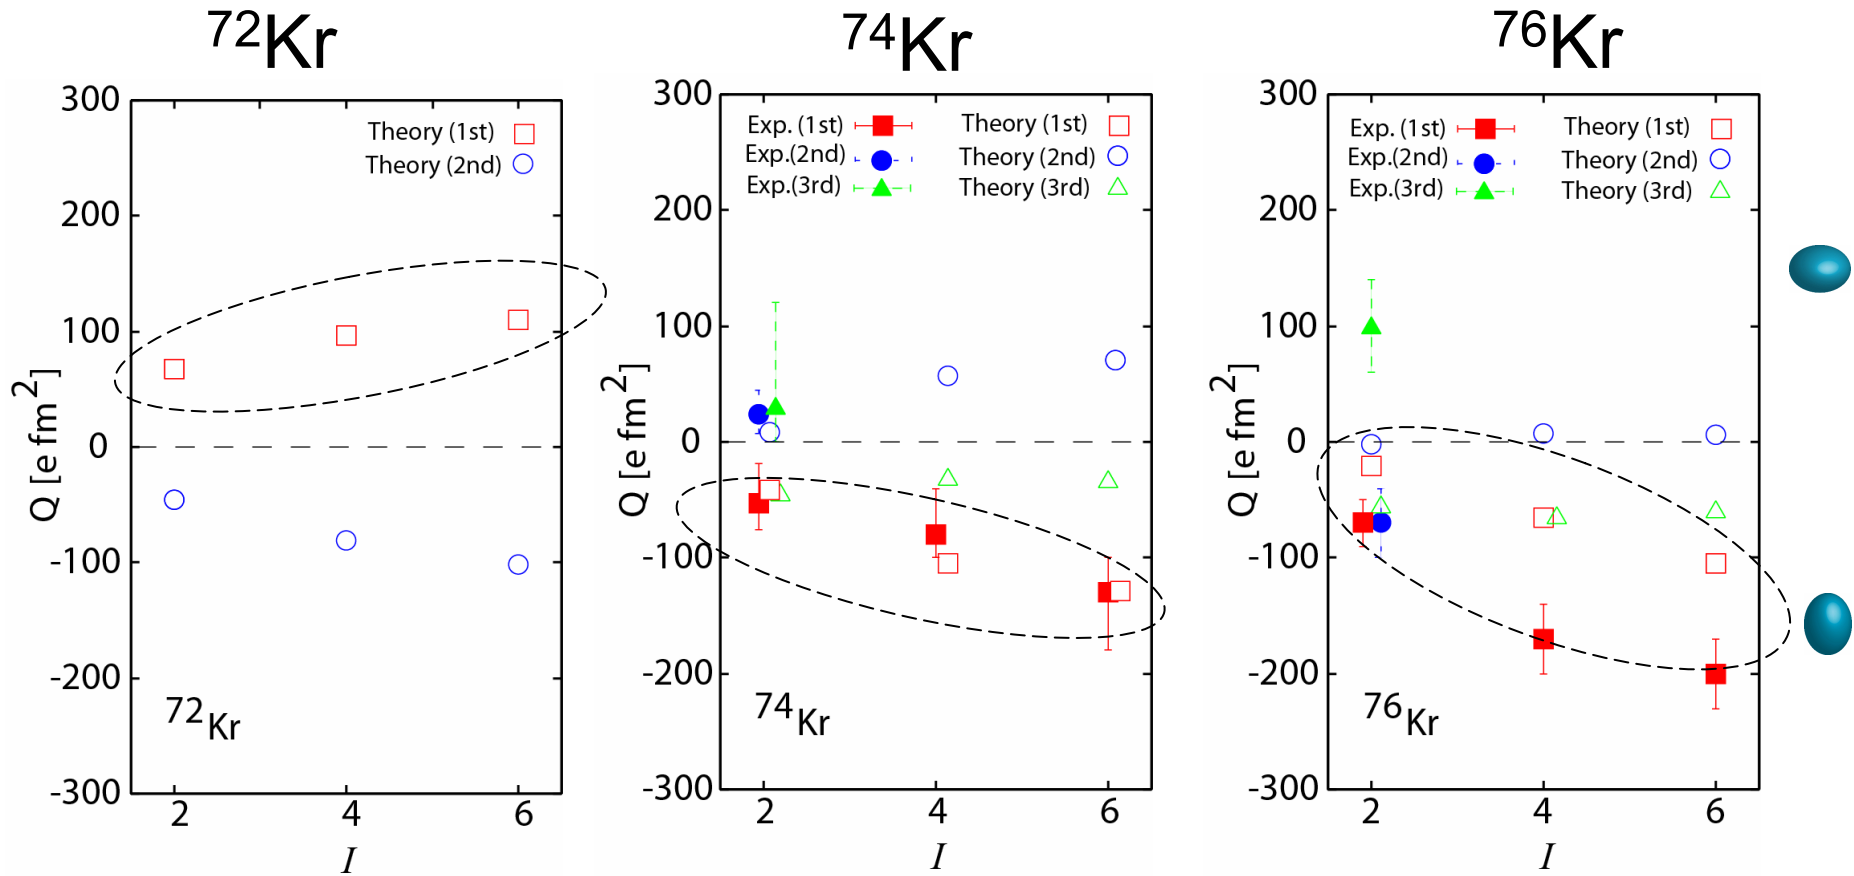 ⁷²Kr
⁷⁴Kr
⁷⁶Kr
300
200
100
0
-100
-200
-300
Q [e fm²]
Theory (1st)
Theory (2nd)
⁷²Kr
2 4 6
I
300
200
100
0
-100
-200
-300
Q [e fm²]
Exp. (1st) Theory (1st)
Exp.(2nd) Theory (2nd)
Exp.(3rd) Theory (3rd)
⁷⁴Kr
2 4 6
I
300
200
100
0
-100
-200
-300
Q [e fm²]
Exp. (1st) Theory (1st)
Exp.(2nd) Theory (2nd)
Exp.(3rd) Theory (3rd)
⁷⁶Kr
2 4 6
I